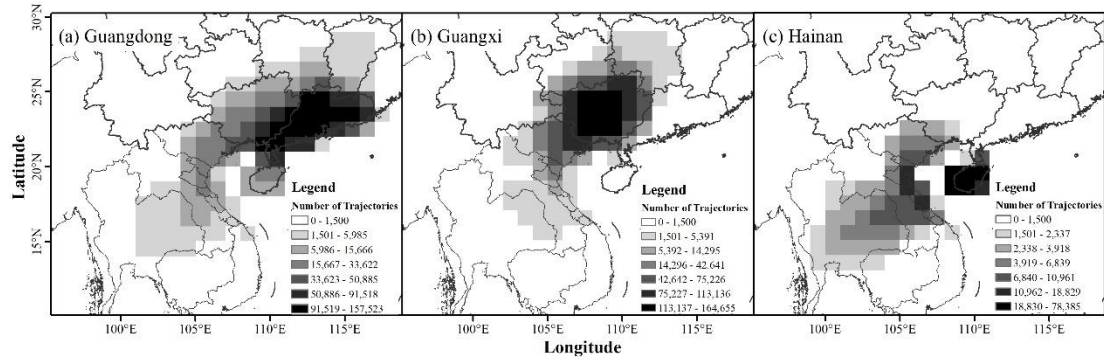 (a) Guangdong
(b) Guangxi
(c) Hainan
30°N
25°N
20°N
15°N
Latitude
Legend
Number of Trajectories
0 - 1,500
1,501 - 5,985
5,986 - 15,666
15,667 - 33,622
33,623 - 50,885
50,886 - 91,518
91,519 - 157,523
Legend
Number of Trajectories
0 - 1,500
1,501 - 5,391
5,392 - 14,295
14,296 - 42,641
42,642 - 75,226
75,227 - 113,136
113,137 - 164,655
Legend
Number of Trajectories
0 - 1,500
1,501 - 2,337
2,338 - 3,918
3,919 - 6,839
6,840 - 10,961
10,962 - 18,829
18,830 - 78,385
100°E 105°E 110°E 115°E
100°E 105°E 110°E 115°E
100°E 105°E 110°E 115°E
Longitude